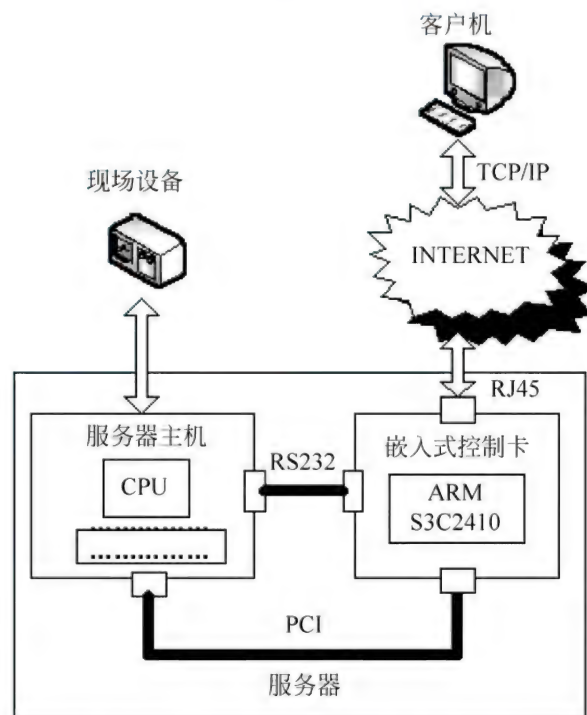 客户机
TCP/IP
现场设备
INTERNET
RJ45
服务器主机
嵌入式控制卡
RS232
CPU
ARM
S3C2410
PCI
服务器